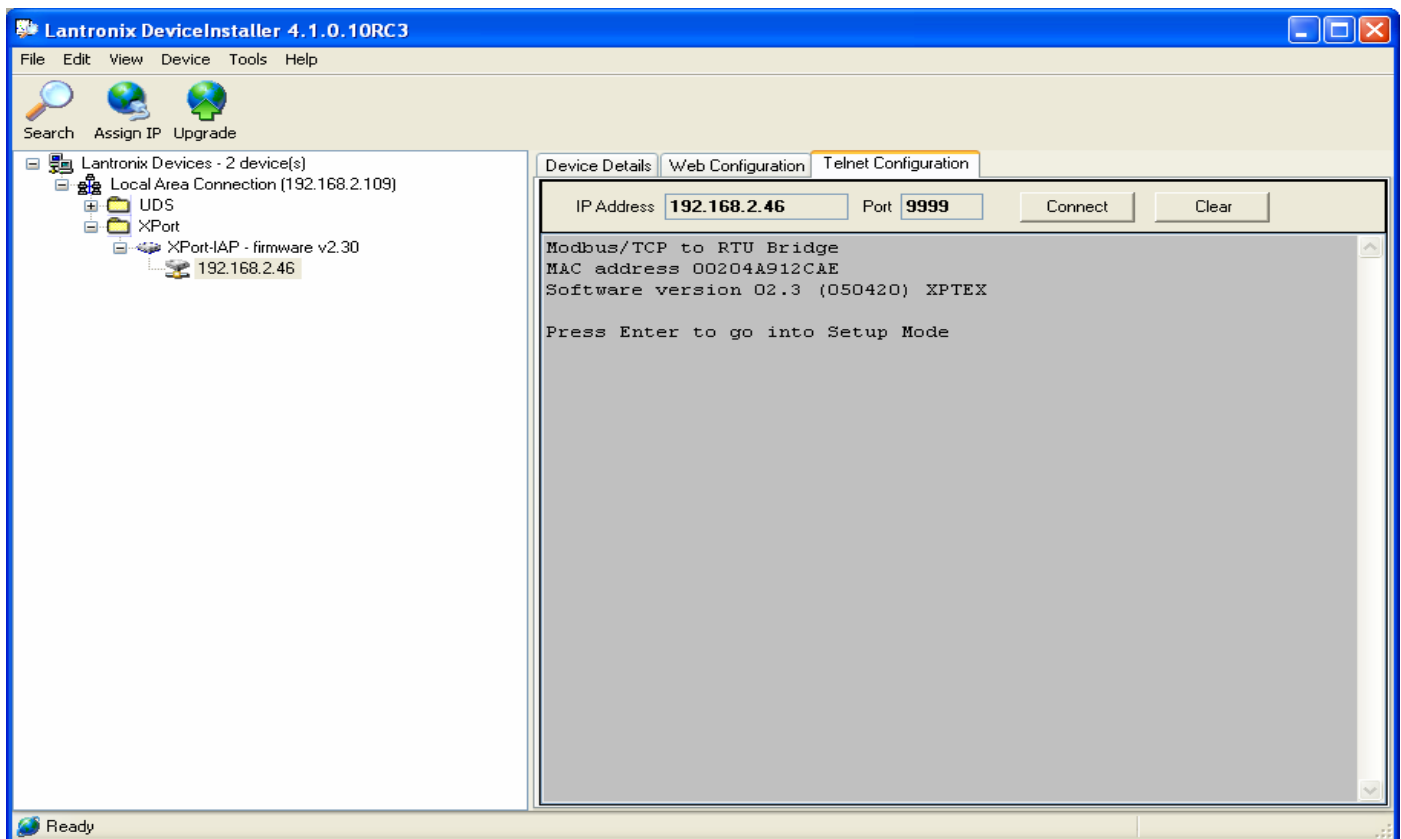 Lantronix DeviceInstaller 4.1.0.10RC3
File Edit View Device Tools Help
Search Assign IP Upgrade
Lantronix Devices - 2 device(s)
Local Area Connection (192.168.2.109)
UDS
XPort
XPort-IAP - firmware v2.30
192.168.2.46
Device Details Web Configuration Telnet Configuration
IP Address 192.168.2.46 Port 9999 Connect Clear
Modbus/TCP to RTU Bridge
MAC address 00204A912CAE
Software version 02.3 (050420) XPTEX
Press Enter to go into Setup Mode
Ready